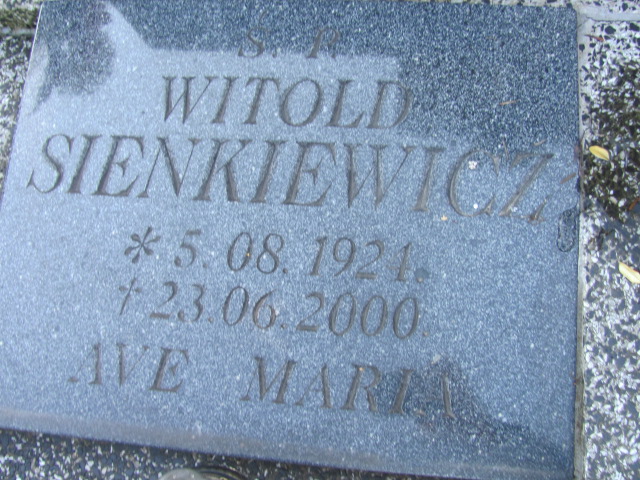 Ś. P.
WITOLD
SIENKIEWICZ
* 5. 08. 1921.
† 23.06.2000.
AVE MARIA